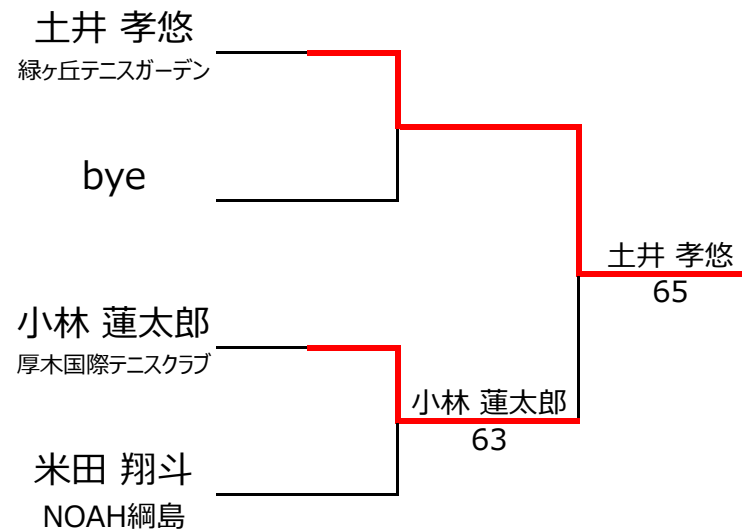 土井 孝悠
緑ヶ丘テニスガーデン
bye
土井 孝悠
65
小林 蓮太郎
厚木国際テニスクラブ
小林 蓮太郎
63
米田 翔斗
NOAH綱島